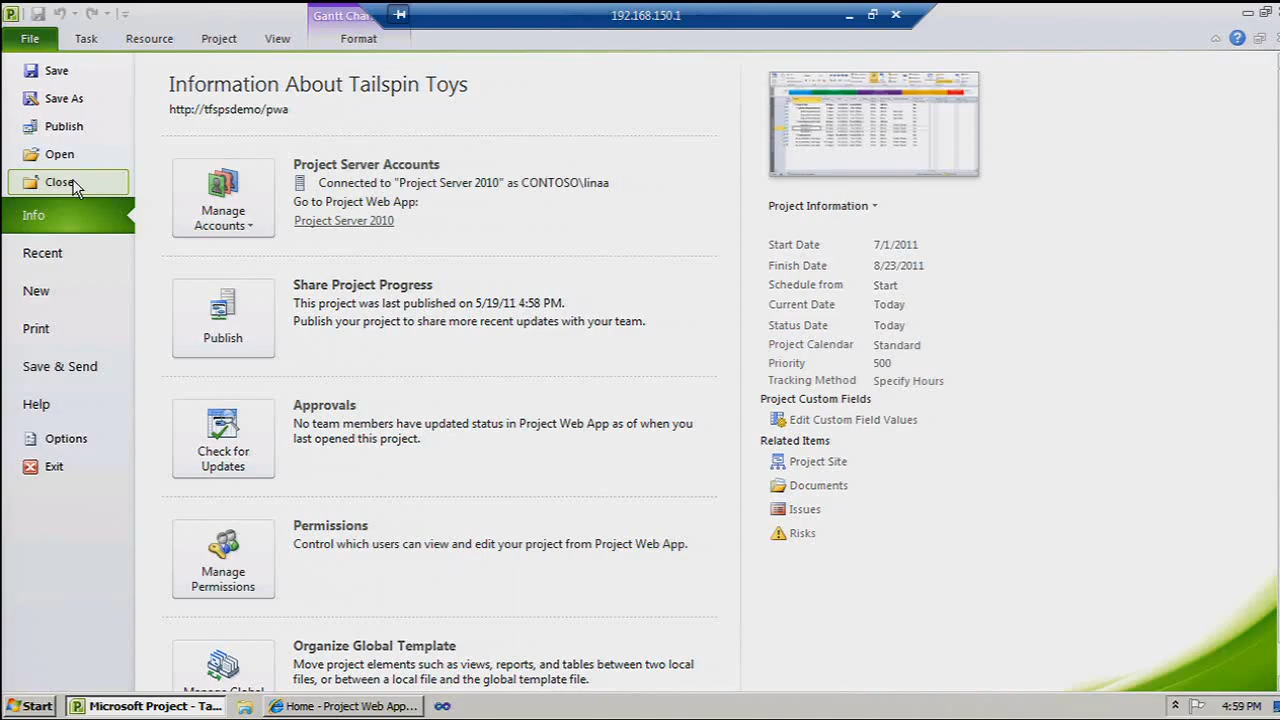 Gantt Char
192.168.150.1
File
Task
Resource
Project
View
Format
Save
Save As
Publish
Open
Close
Info
Recent
New
Print
Save & Send
Help
Options
Exit
Information About Tailspin Toys
Manage
Accounts
Project Server Accounts
Connected to "Project Server 2010" as CONTOSO\linaa
Go to Project Web App:
Project Server 2010
Publish
Share Project Progress
This project was last published on 5/19/11 4:58 PM.
Publish your project to share more recent updates with your team.
Check for
Updates
Approvals
No team members have updated status in Project Web App as of when you
last opened this project.
Manage
Permissions
Permissions
Control which users can view and edit your project from Project Web App.
Manage Global
Organize Global Template
Move project elements such as views, reports, and tables between two local
files, or between a local file and the global template file.
Project Information
Start Date 7/1/2011
Finish Date 8/23/2011
Schedule from Start
Current Date Today
Status Date Today
Project Calendar Standard
Priority 500
Tracking Method Specify Hours
Project Custom Fields
Edit Custom Field Values
Related Items
Project Site
Documents
Issues
Risks
Start
Microsoft Project - Ta...
Home - Project Web App...
4:59 PM